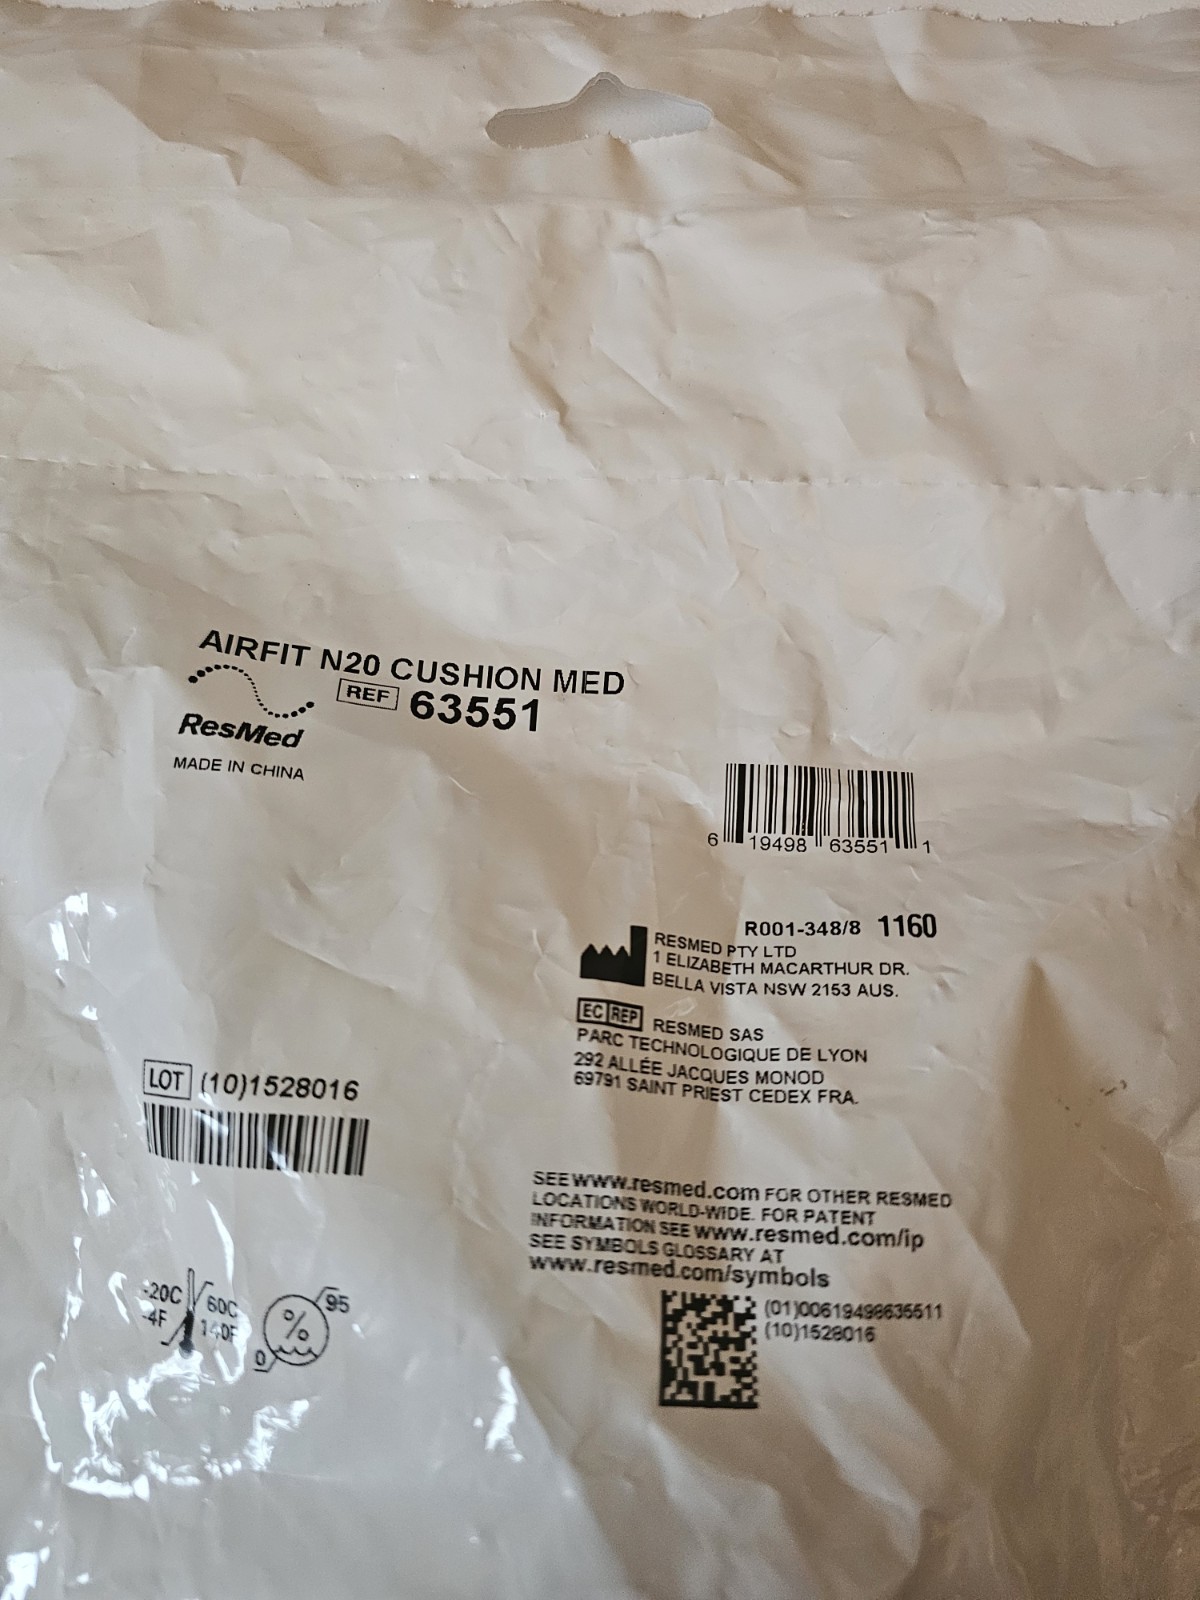 AIRFIT N20 CUSHION MED
REF 63551
ResMed
MADE IN CHINA
6 19498 63551 1
R001-348/8 1160
RESMED PTY LTD
1 ELIZABETH MACARTHUR DR.
BELLA VISTA NSW 2153 AUS.
EC REP RESMED SAS
PARC TECHNOLOGIQUE DE LYON
292 ALLÉE JACQUES MONOD
69791 SAINT PRIEST CEDEX FRA.
LOT (10)1528016
SEE www.resmed.com FOR OTHER RESMED
LOCATIONS WORLD-WIDE. FOR PATENT
INFORMATION SEE www.resmed.com/ip
SEE SYMBOLS GLOSSARY AT
www.resmed.com/symbols
-20C 60C
-4F 140F
% 95
0
(01)00619498635511
(10)1528016